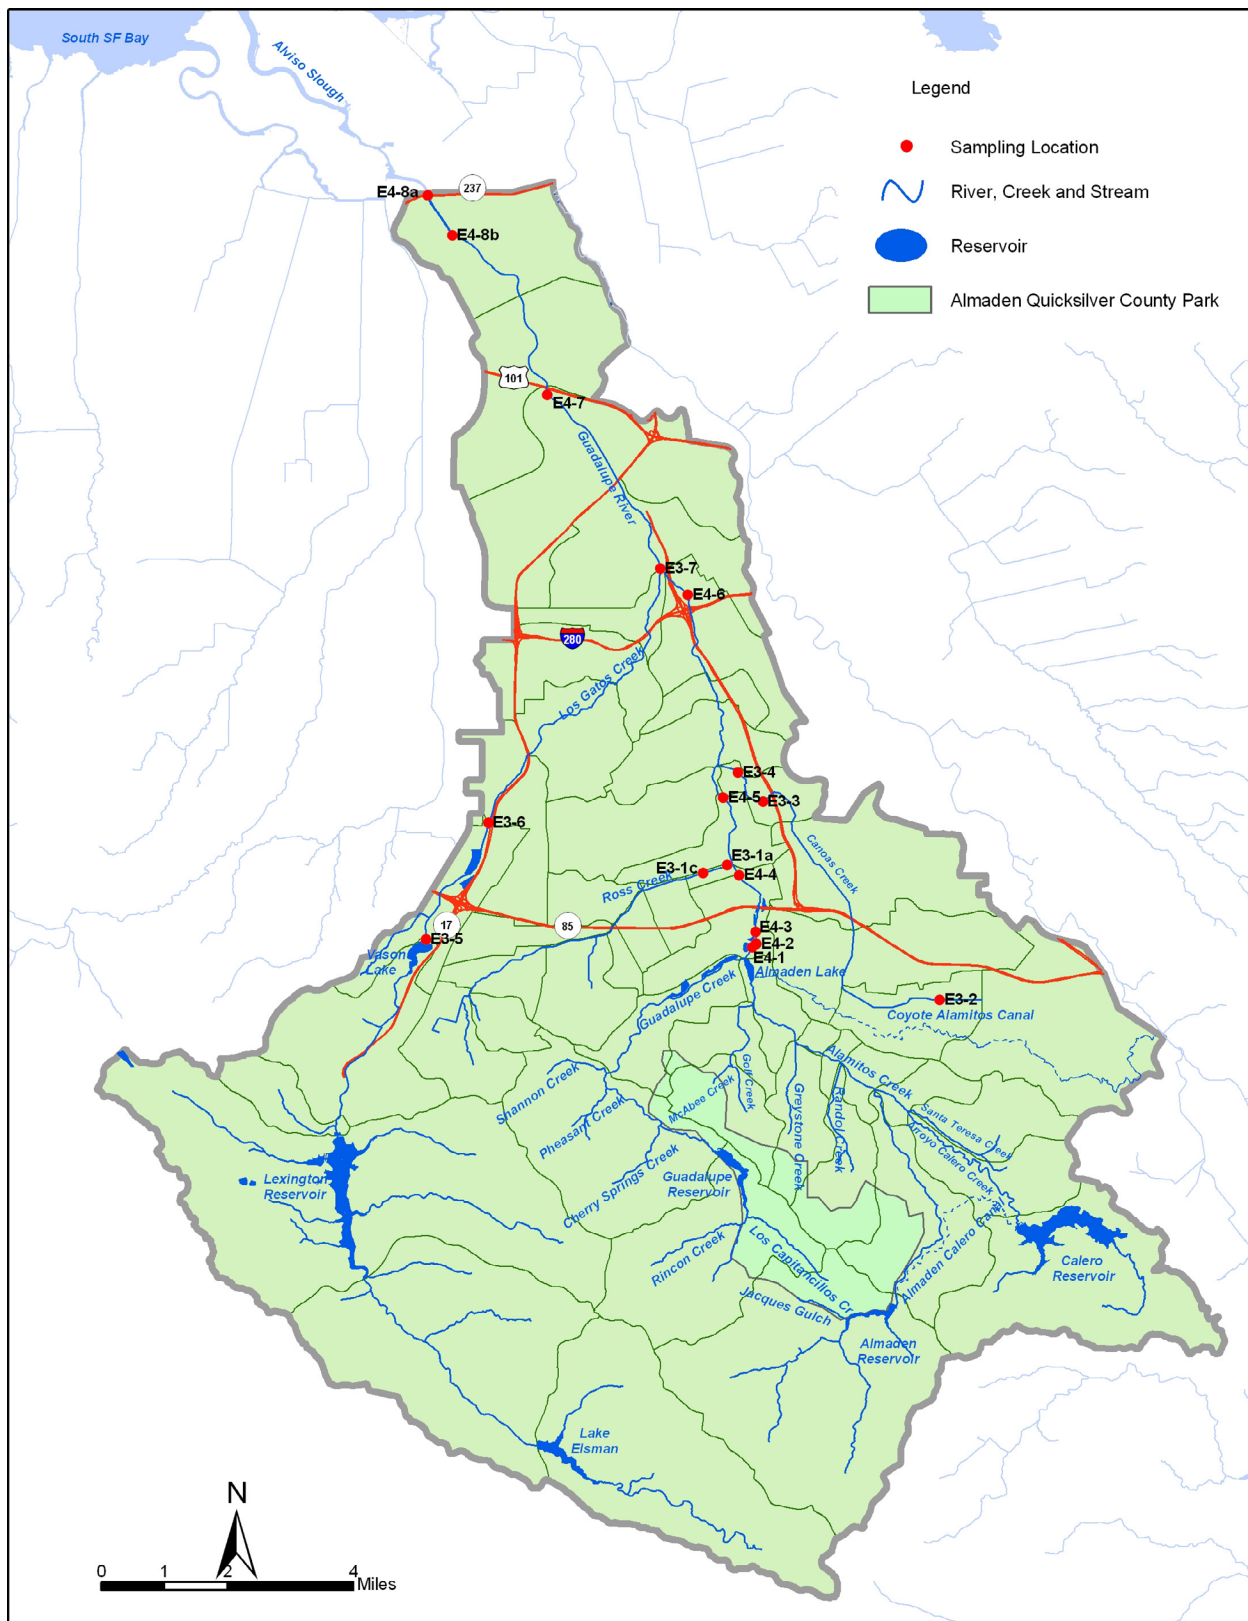 South SF Bay
Alviso Slough
Legend
Sampling Location
River, Creek and Stream
Reservoir
Almaden Quicksilver County Park
E4-8a
237
E4-8b
101
E4-7
Guadalupe River
E3-7
E4-6
280
Los Gatos Creek
E3-4
E4-5
E3-3
E3-6
Canoas Creek
E3-1a
E3-1c
E4-4
Ross Creek
17
85
E4-3
E3-5
E4-2
E4-1
Vason
Lake
Almaden Lake
Guadalupe Creek
E3-2
Coyote Alamitos Canal
Shannon Creek
Golf Creek
Alamitos Creek
McAbee Creek
Greystone Creek
Randol Creek
Pheasant Creek
Santa Teresa Creek
Arroyo Calero Creek
Cherry Springs Creek
Guadalupe
Reservoir
Lexington
Reservoir
Rincon Creek
Los Capitancillos Cr
Almaden Calero Canal
Calero
Reservoir
Jacques Gulch
Almaden
Reservoir
Lake
Elsman
N
0 1 2 4
Miles